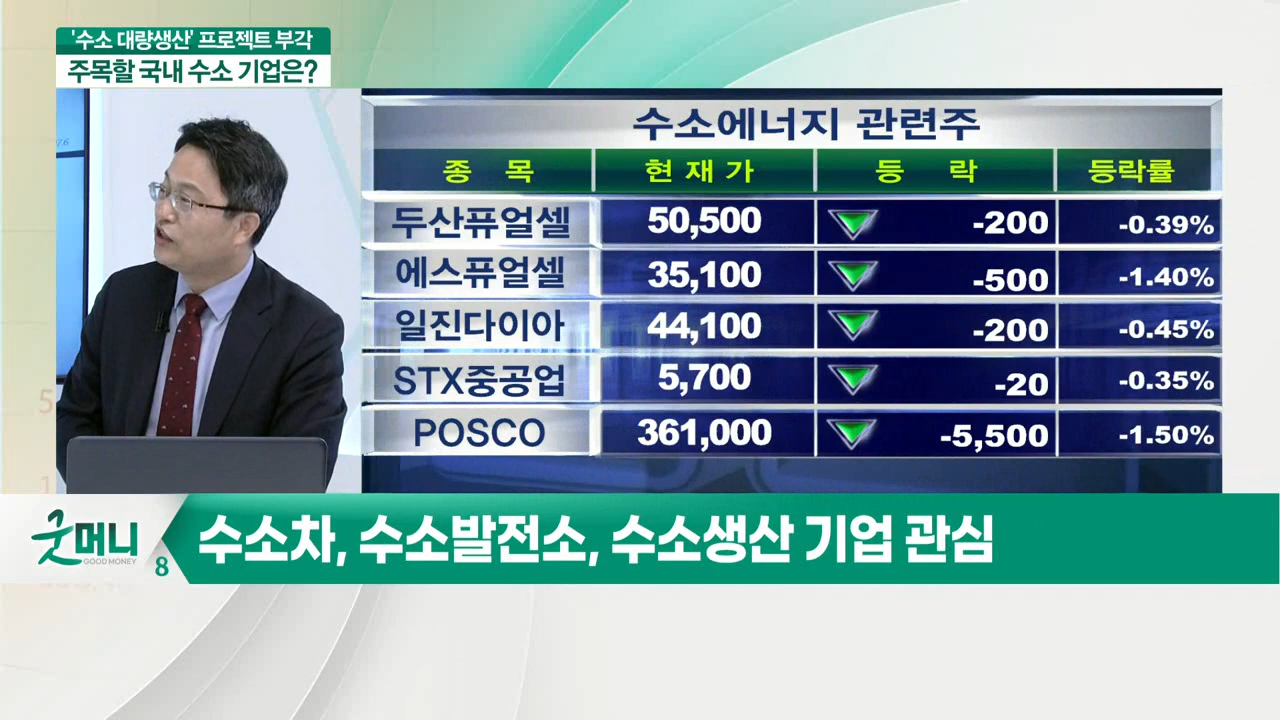 '수소 대량생산' 프로젝트 부각
주목할 국내 수소 기업은?
수소에너지 관련주
종 목 현 재 가 등 락 등락률
두산퓨얼셀 50,500 -200 -0.39%
에스퓨얼셀 35,100 -500 -1.40%
일진다이아 44,100 -200 -0.45%
STX중공업 5,700 -20 -0.35%
POSCO 361,000 -5,500 -1.50%
굿머니
GOOD MONEY
8
수소차, 수소발전소, 수소생산 기업 관심